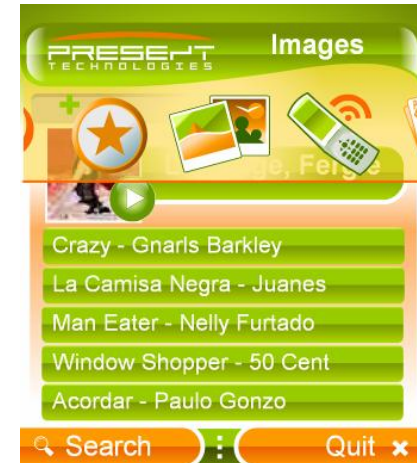 PRESENT
TECHNOLOGIES
Images
Fergie
Crazy - Gnarls Barkley
La Camisa Negra - Juanes
Man Eater - Nelly Furtado
Window Shopper - 50 Cent
Acordar - Paulo Gonzo
Search
Quit